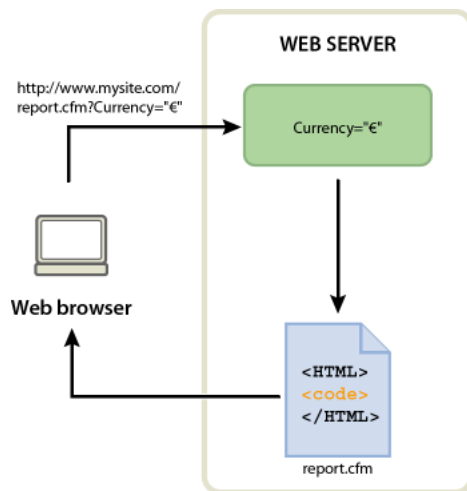 WEB SERVER
http://www.mysite.com/
report.cfm?Currency="€"
Currency="€"
Web browser
<HTML>
<code>
</HTML>
report.cfm